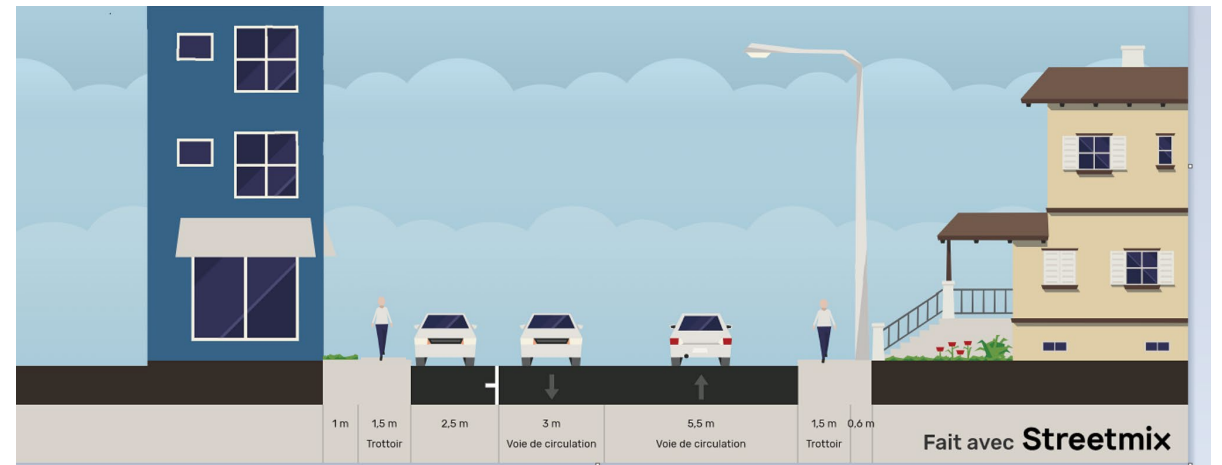 1 m 1,5 m 2,5 m 3 m 5,5 m 1,5 m 0,6 m
Trottoir Voie de circulation Voie de circulation Trottoir
Fait avec Streetmix